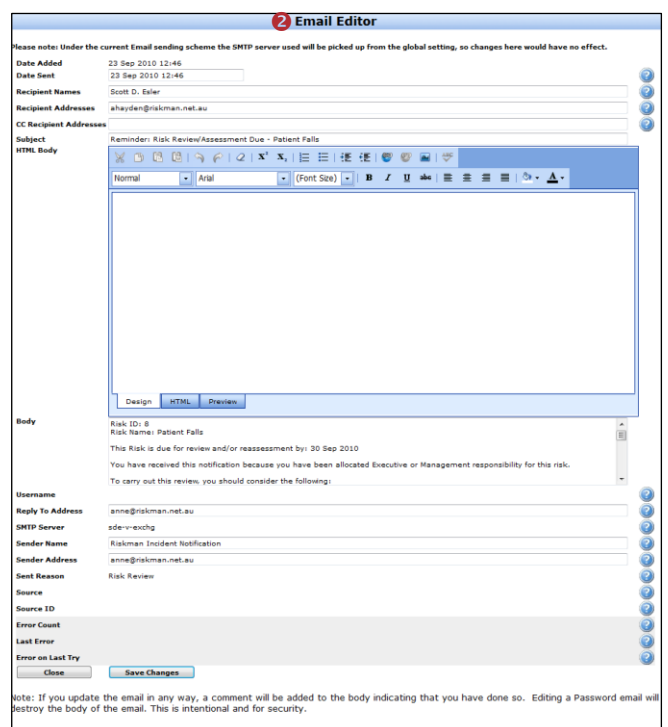 2 Email Editor
Please note: Under the current Email sending scheme the SMTP server used will be picked up from the global setting, so changes here would have no effect.
Date Added 23 Sep 2010 12:46
Date Sent 23 Sep 2010 12:46
Recipient Names Scott D. Esler
Recipient Addresses ahayden@riskman.net.au
CC Recipient Addresses
Subject Reminder: Risk Review/Assessment Due - Patient Falls
HTML Body
Normal Arial (Font Size) B I U abc A
Design HTML Preview
Body Risk ID: 8
Risk Name: Patient Falls
This Risk is due for review and/or reassessment by: 30 Sep 2010
You have received this notification because you have been allocated Executive or Management responsibility for this risk.
To carry out this review, you should consider the following:
Username
Reply To Address anne@riskman.net.au
SMTP Server sde-v-exchg
Sender Name Riskman Incident Notification
Sender Address anne@riskman.net.au
Sent Reason Risk Review
Source
Source ID
Error Count
Last Error
Error on Last Try
Close Save Changes
Note: If you update the email in any way, a comment will be added to the body indicating that you have done so. Editing a Password email will
destroy the body of the email. This is intentional and for security.